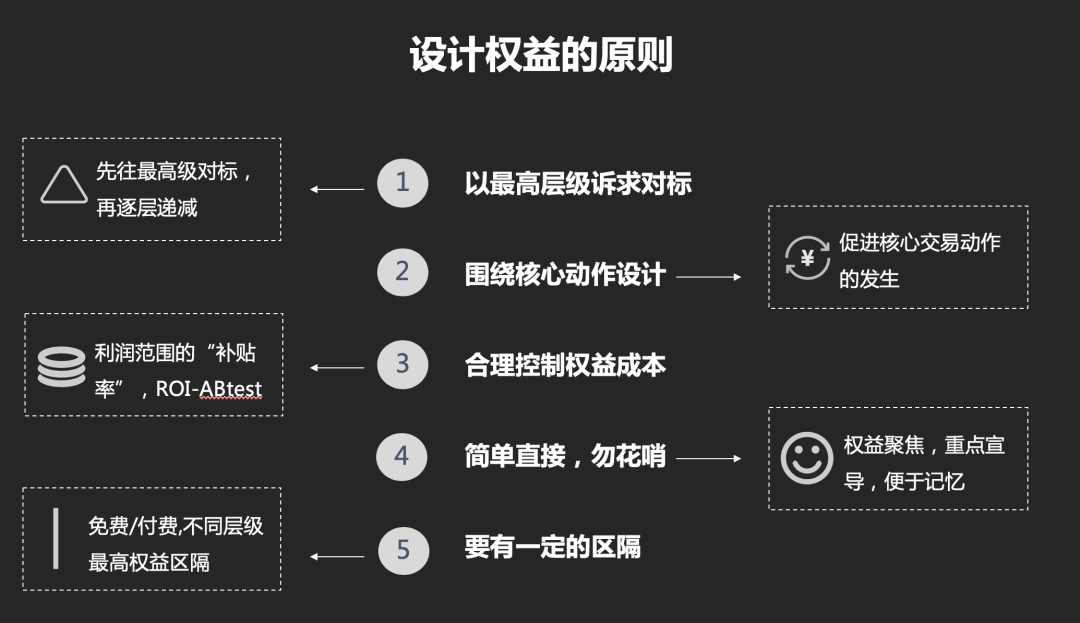 设计权益的原则
先往最高级对标，
再逐层递减
1
以最高层级诉求对标
2
围绕核心动作设计
¥
促进核心交易动作
的发生
利润范围的“补贴
率”，ROI-ABtest
3
合理控制权益成本
4
简单直接，勿花哨
权益聚焦，重点宣
导，便于记忆
免费/付费,不同层级
最高权益区隔
5
要有一定的区隔